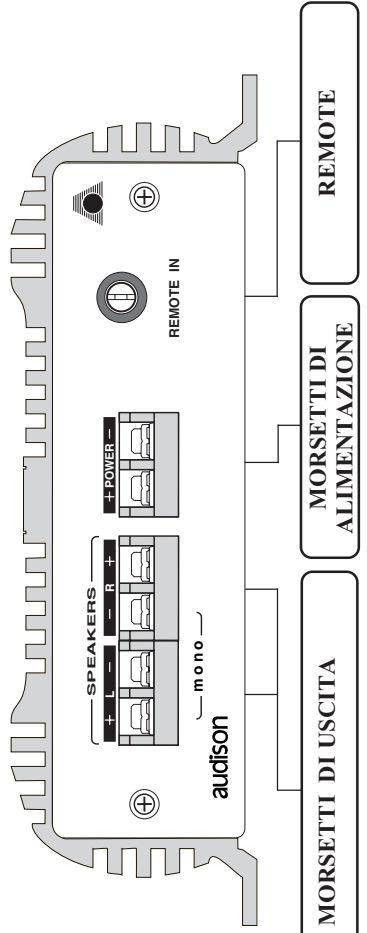 SPEAKERS
+ L - - R +
+ POWER -
mono
audison
REMOTE IN
MORSETTI DI USCITA
MORSETTI DI
ALIMENTAZIONE
REMOTE